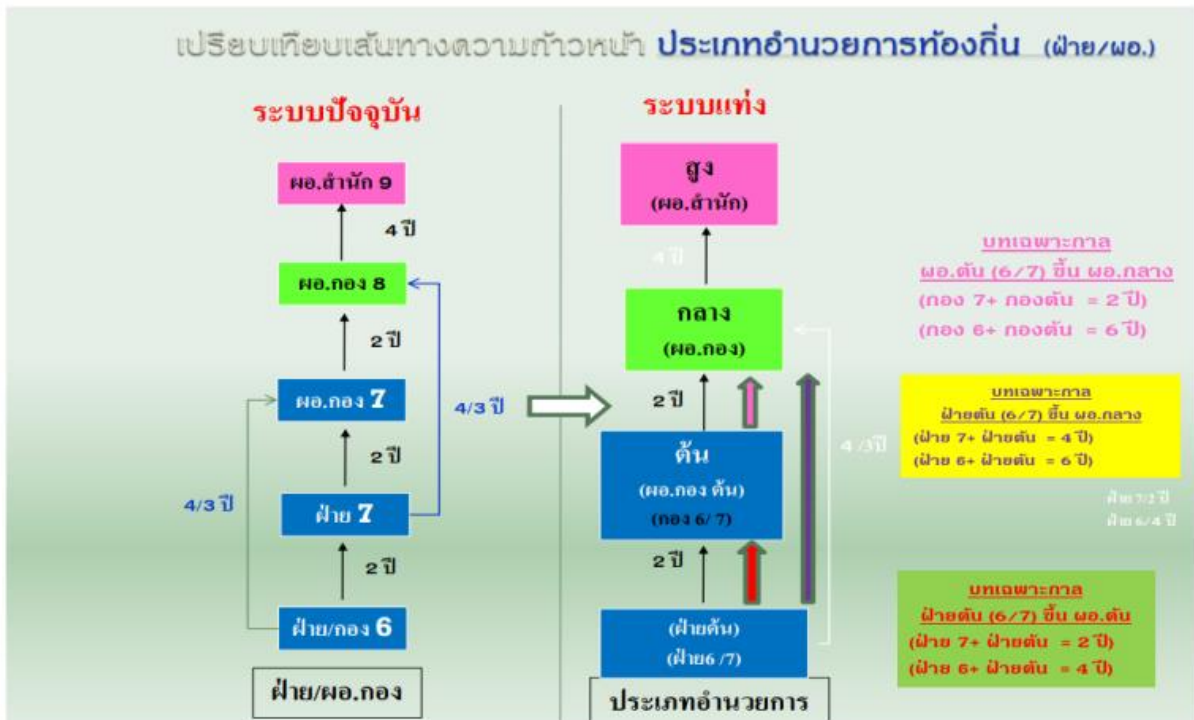 เปรียบเทียบเส้นทางความก้าวหน้า ประเภทอำนวยการท้องถิ่น (ฝ่าย/ผอ.)
ระบบปัจจุบัน
ผอ.สำนัก 9
4 ปี
ผอ.กอง 8
2 ปี
ผอ.กอง 7
4/3 ปี
2 ปี
4/3 ปี
ฝ่าย 7
2 ปี
ฝ่าย/กอง 6
ฝ่าย/ผอ.กอง
ระบบแท่ง
สูง
(ผอ.สำนัก)
4 ปี
กลาง
(ผอ.กอง)
2 ปี
4 /3ปี
ต้น
(ผอ.กอง ต้น)
(กอง 6/ 7)
2 ปี
(ฝ่ายต้น)
(ฝ่าย6 /7)
ประเภทอำนวยการ
บทเฉพาะกาล
ผอ.ต้น (6/7) ขึ้น ผอ.กลาง
(กอง 7+ กองต้น = 2 ปี)
(กอง 6+ กองต้น = 6 ปี)
บทเฉพาะกาล
ฝ่ายต้น (6/7) ขึ้น ผอ.กลาง
(ฝ่าย 7+ ฝ่ายต้น = 4 ปี)
(ฝ่าย 6+ ฝ่ายต้น = 6 ปี)
ฝ่าย 7/2 ปี
ฝ่าย 6/4 ปี
บทเฉพาะกาล
ฝ่ายต้น (6/7) ขึ้น ผอ.ต้น
(ฝ่าย 7+ ฝ่ายต้น = 2 ปี)
(ฝ่าย 6+ ฝ่ายต้น = 4 ปี)